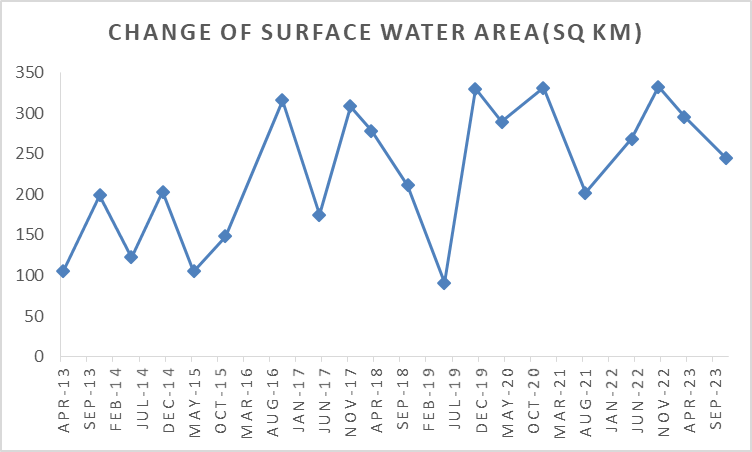 CHANGE OF SURFACE WATER AREA(SQ KM)
350
300
250
200
150
100
50
0
APR-13
SEP-13
FEB-14
JUL-14
DEC-14
MAY-15
OCT-15
MAR-16
AUG-16
JAN-17
JUN-17
NOV-17
APR-18
SEP-18
FEB-19
JUL-19
DEC-19
MAY-20
OCT-20
MAR-21
AUG-21
JAN-22
JUN-22
NOV-22
APR-23
SEP-23